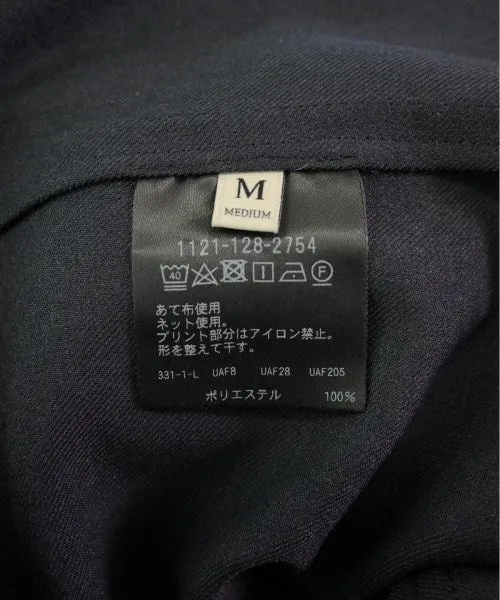 M
MEDIUM
1121-128-2754
40
F
あて布使用
ネット使用。
プリント部分はアイロン禁止。
形を整えて干す。
331-1-L UAF8 UAF28 UAF205
ポリエステル 100%